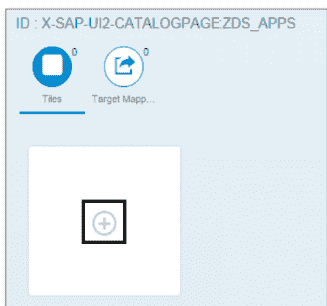 ID : X-SAP-UI2-CATALOGPAGE:ZDS_APPS
0 0
Tiles Target Mapp...